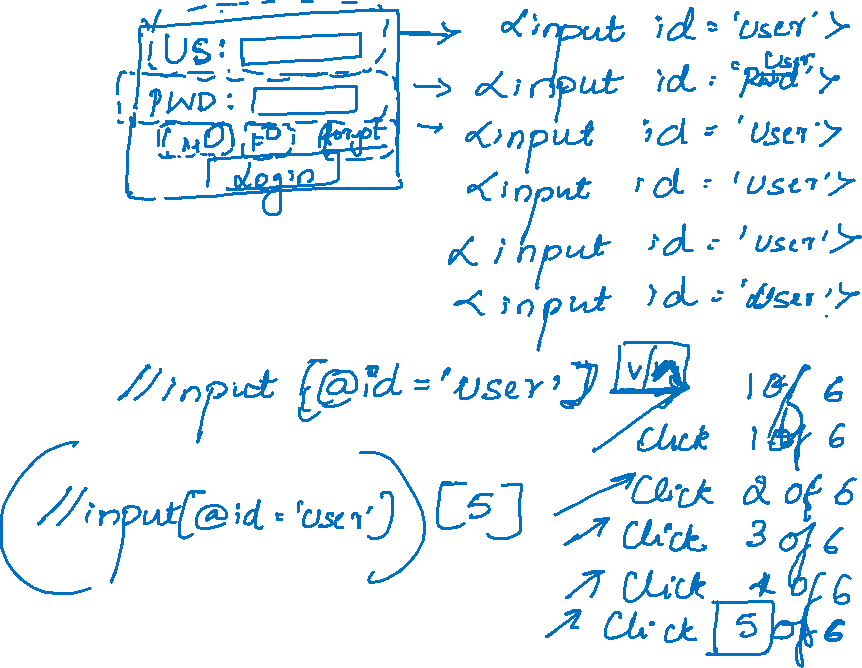 US: <input id = 'user'>
PWD: <input id = 'user'>
<input id = 'user'>
Login
<input id = 'user'>
<input id = 'user'>
<input id = 'user'>
//input [@id = 'user'] 1 of 6
Click 1 of 6
//input[@id = 'user'] [5] Click 2 of 6
Click 3 of 6
Click 4 of 6
Click 5 of 6